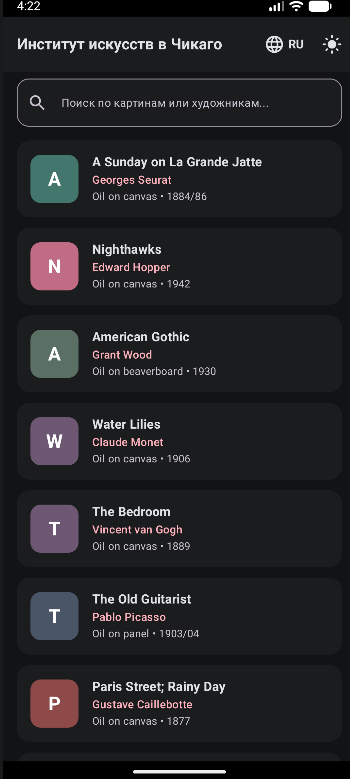 4:22
Институт искусств в Чикаго
RU
Поиск по картинам или художникам...
A
A Sunday on La Grande Jatte
Georges Seurat
Oil on canvas • 1884/86
N
Nighthawks
Edward Hopper
Oil on canvas • 1942
A
American Gothic
Grant Wood
Oil on beaverboard • 1930
W
Water Lilies
Claude Monet
Oil on canvas • 1906
T
The Bedroom
Vincent van Gogh
Oil on canvas • 1889
T
The Old Guitarist
Pablo Picasso
Oil on panel • 1903/04
P
Paris Street; Rainy Day
Gustave Caillebotte
Oil on canvas • 1877